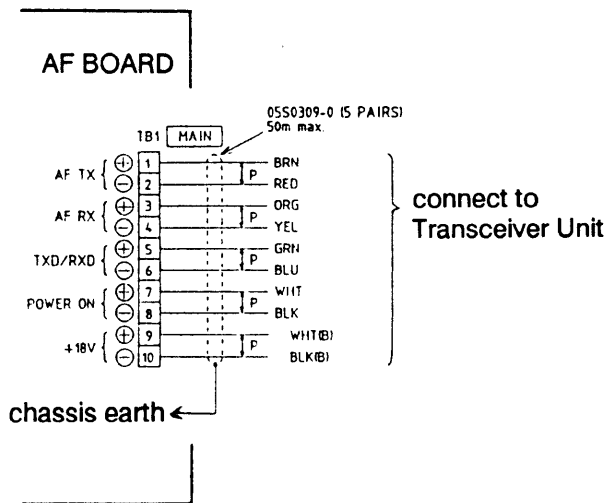 AF BOARD
05S0309-0 (5 PAIRS)
50m max.
TB1 MAIN
AF TX + 1 P BRN
- 2 RED
AF RX + 3 P ORG
- 4 YEL
TXD/RXD + 5 P GRN
- 6 BLU
POWER ON + 7 P WHT
- 8 BLK
+18V + 9 P WHT(B)
- 10 BLK(B)
connect to
Transceiver Unit
chassis earth